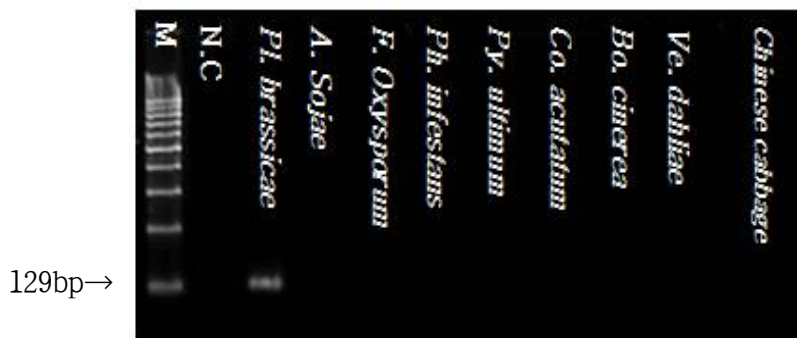 M
N.C
Pl. brassicae
A. Sojae
F. Oxysporum
Ph. infestans
Py. ultimum
Co. acutatum
Bo. cinerea
Ve. dahliae
Chinese cabbage
129bp→